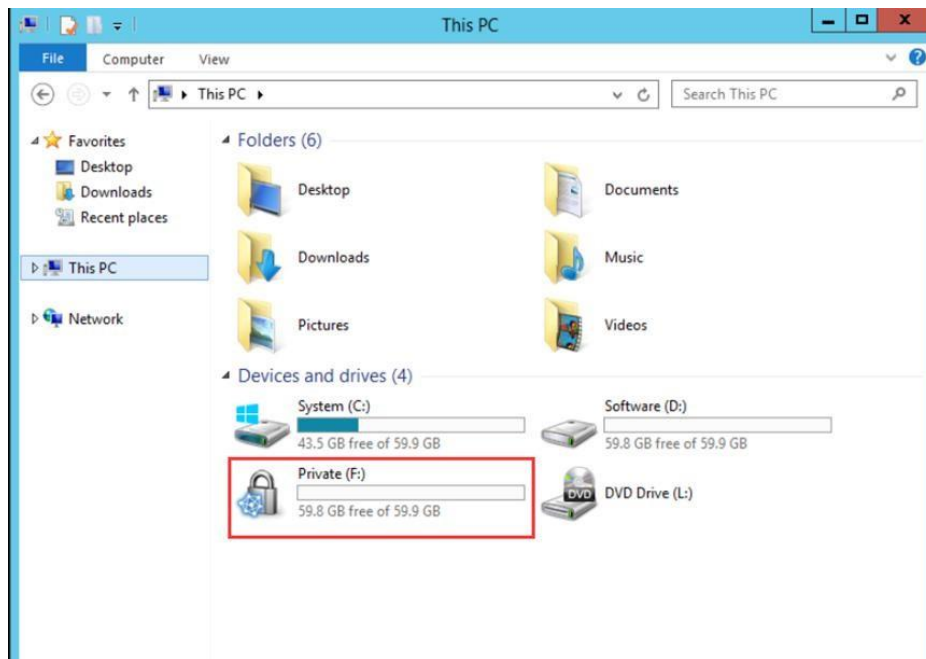 This PC
File Computer View
This PC
Search This PC
Favorites
Desktop
Downloads
Recent places
This PC
Network
Folders (6)
Desktop
Documents
Downloads
Music
Pictures
Videos
Devices and drives (4)
System (C:)
43.5 GB free of 59.9 GB
Software (D:)
59.8 GB free of 59.9 GB
Private (F:)
59.8 GB free of 59.9 GB
DVD
DVD Drive (L:)